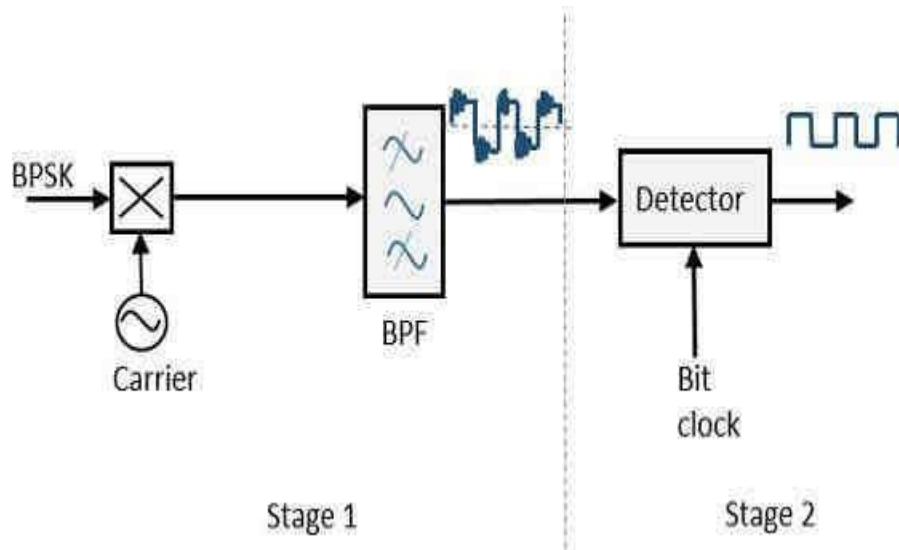 BPSK
Detector
BPF
Carrier
Bit
clock
Stage 1
Stage 2